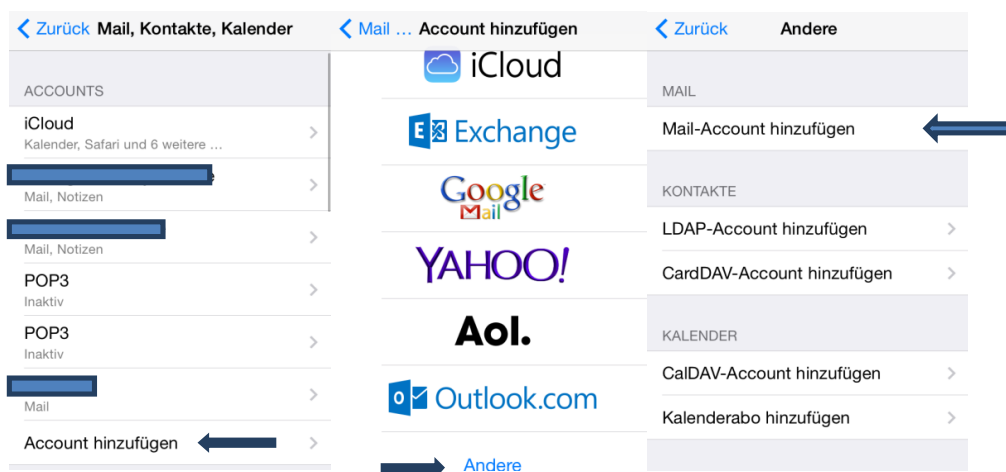 Zurück Mail, Kontakte, Kalender
ACCOUNTS
iCloud
Kalender, Safari und 6 weitere ...
Mail, Notizen
Mail, Notizen
POP3
Inaktiv
POP3
Inaktiv
Mail
Account hinzufügen
Mail ... Account hinzufügen
iCloud
E Exchange
Google
Mail
YAHOO!
Aol.
o Outlook.com
Andere
Zurück Andere
MAIL
Mail-Account hinzufügen
KONTAKTE
LDAP-Account hinzufügen
CardDAV-Account hinzufügen
KALENDER
CalDAV-Account hinzufügen
Kalenderabo hinzufügen